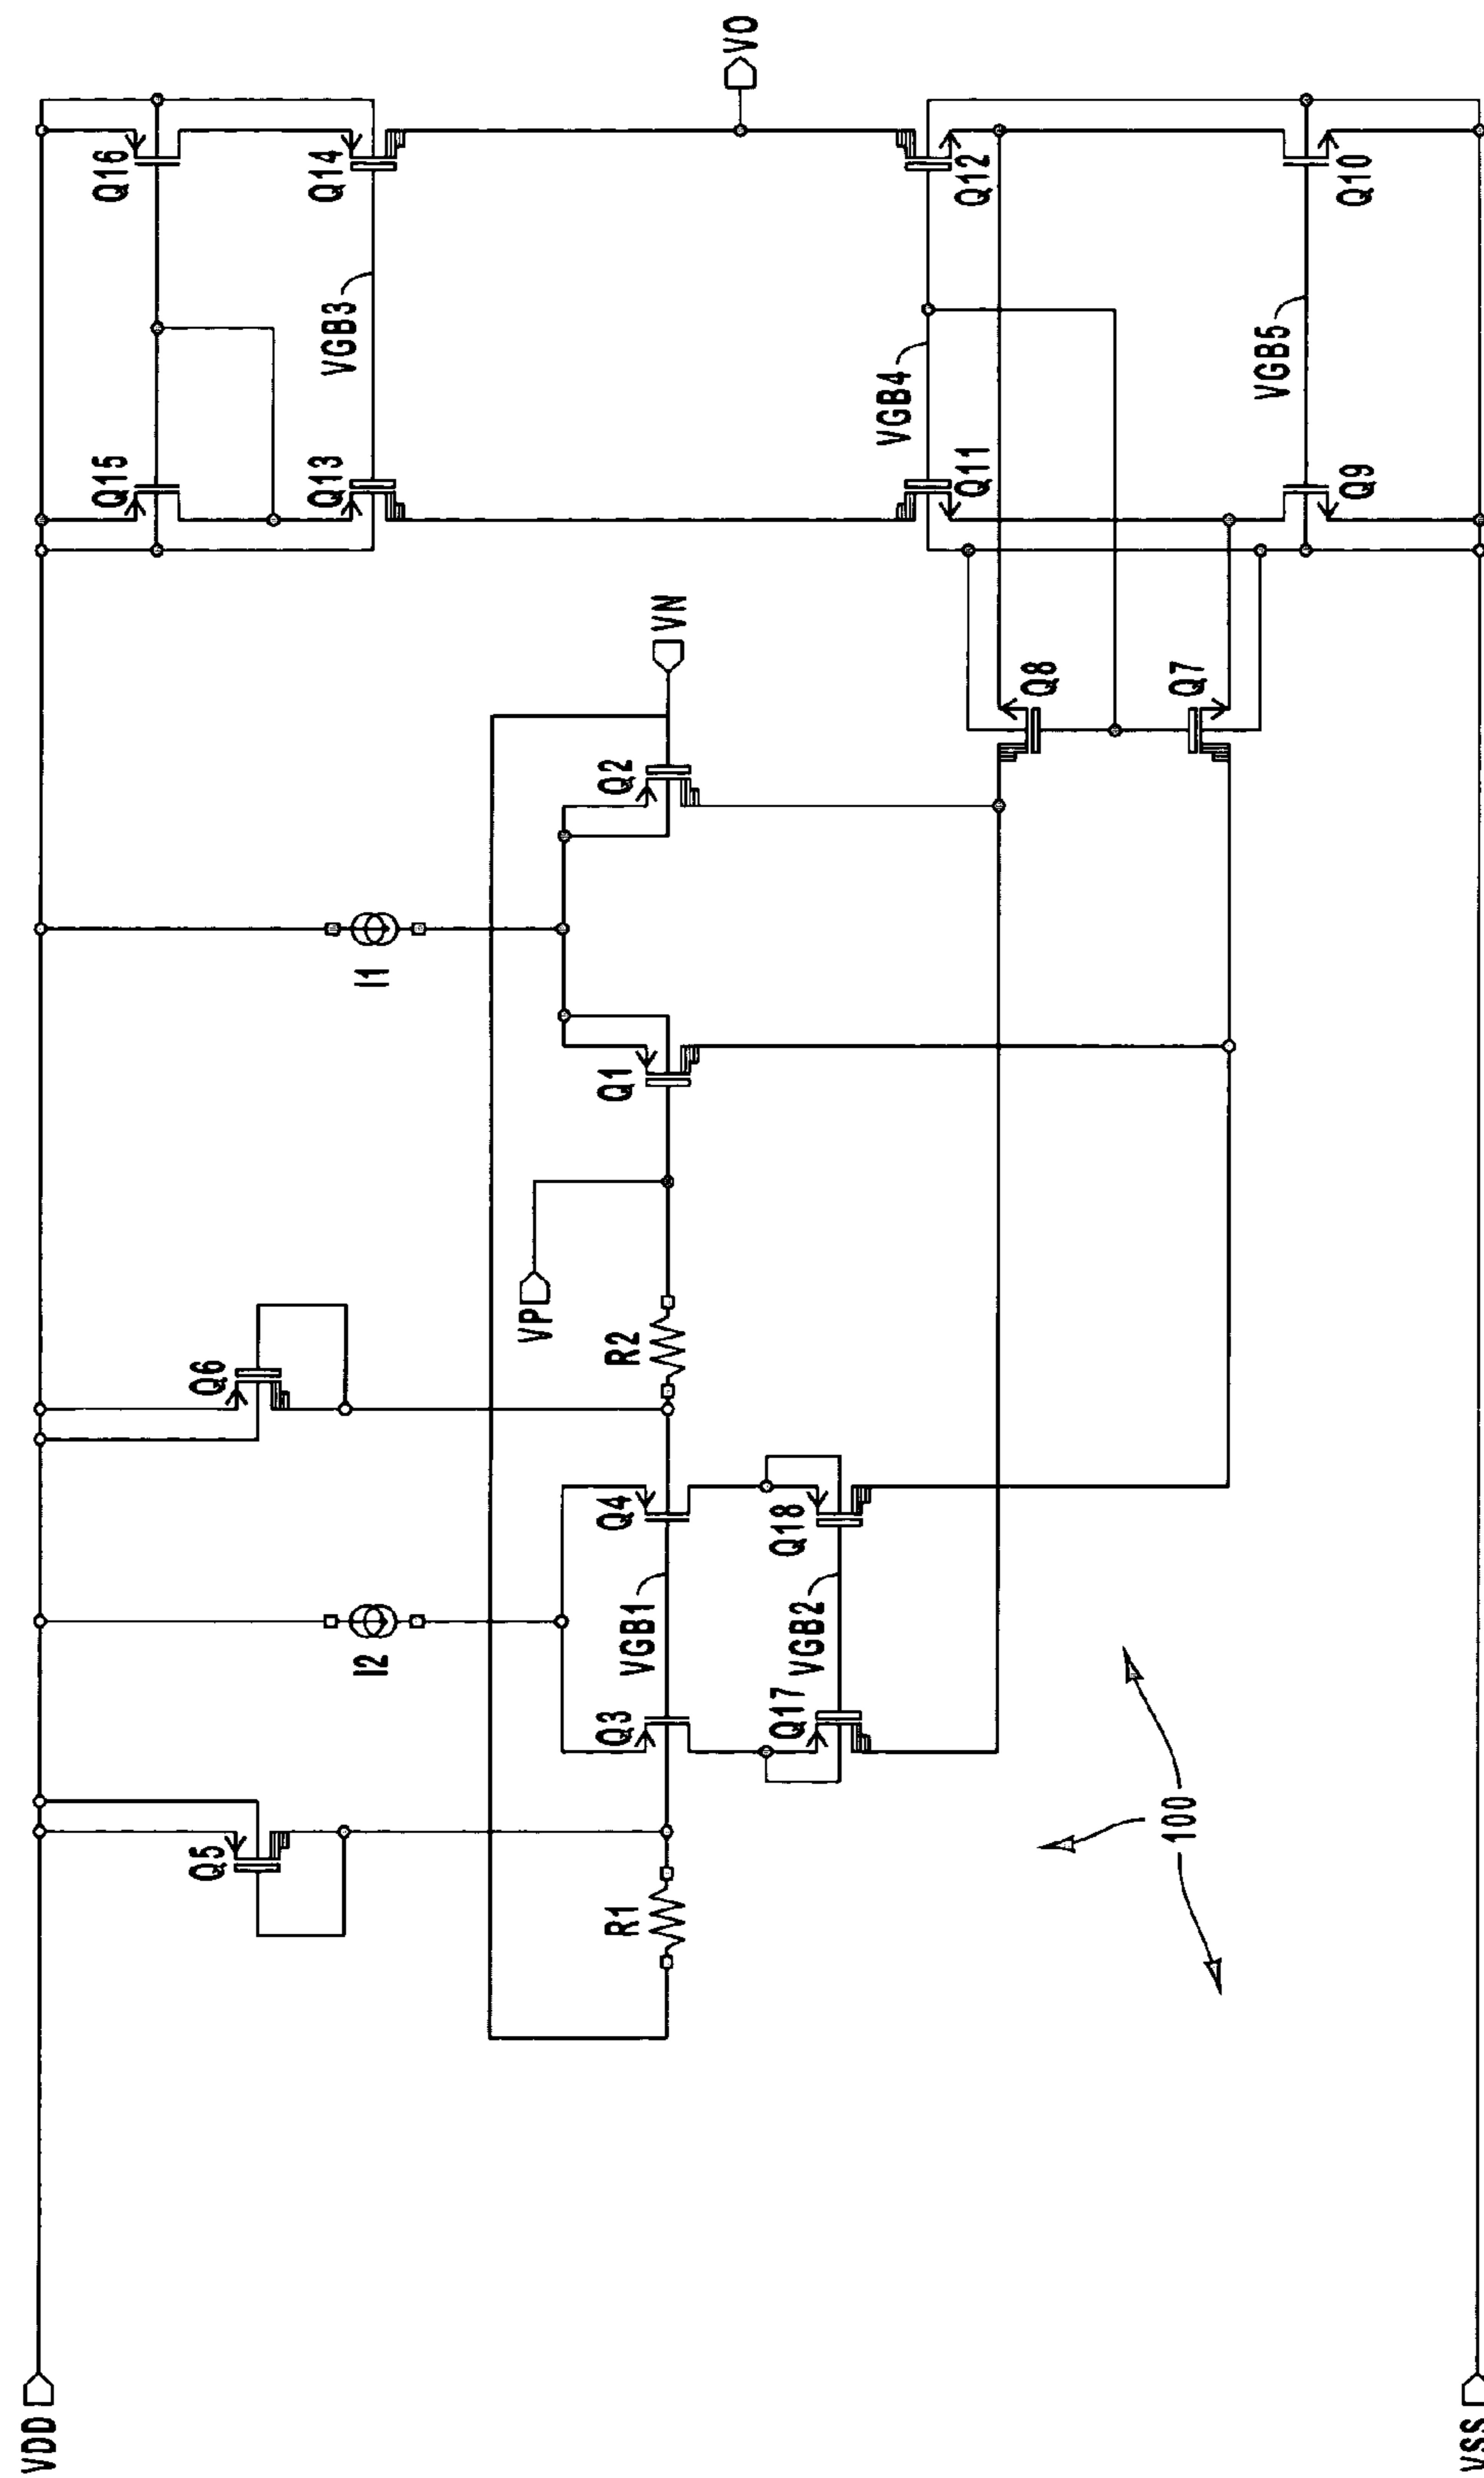 VDD
VSS
Q5
R1
I2
Q3
Q4
VGB1
Q17
Q18
VGB2
100
Q6
R2
VP
Q1
I1
Q2
VN
Q8
Q7
Q15
Q16
Q13
Q14
VGB3
VO
VGB4
Q11
Q12
VGB5
Q9
Q10